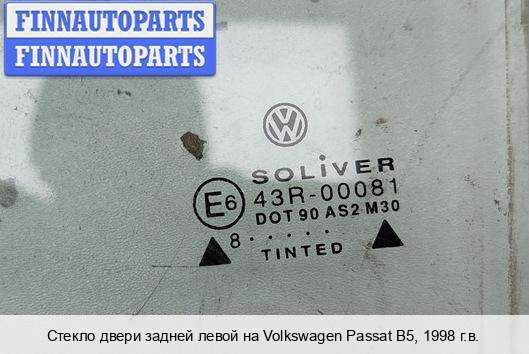 FINNAUTOPARTS
FINNAUTOPARTS
SOLiVER
E6 43R-00081
DOT 90 AS2 M30
8 · · · · ·
TINTED
Стекло двери задней левой на Volkswagen Passat B5, 1998 г.в.